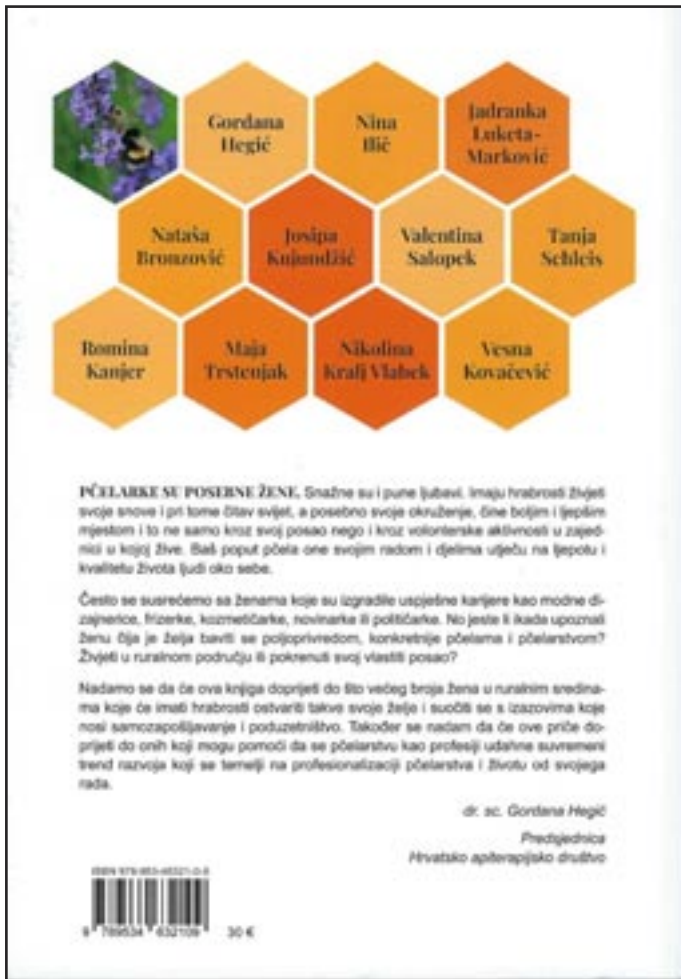 Gordana
Hegić
Nina
Ilić
Jadranka
Luketa-
Marković
Nataša
Bronzović
Josipa
Kujundžić
Valentina
Salopek
Tanja
Schleis
Romina
Kanjer
Maja
Trstenjak
Nikolina
Kralj Vlahek
Vesna
Kovačević
PČELARKE SU POSEBNE ŽENE. Snažne su i pune ljubavi. Imaju hrabrosti živjeti
svoje snove i pri tome čitav svijet, a posebno svoje okruženje, čine boljim i ljepšim
mjestom i to ne samo kroz svoj posao nego i kroz volonterske aktivnosti u zajed-
nici u kojoj žive. Baš poput pčela one svojim radom i djelima utječu na ljepotu i
kvalitetu života ljudi oko sebe.
Često se susrećemo sa ženama koje su izgradile uspješne karijere kao modne di-
zajnerice, frizerke, kozmetičarke, novinarke ili političarke. No jeste li ikada upoznali
ženu čija je želja baviti se poljoprivredom, konkretnije pčelama i pčelarstvom?
Živjeti u ruralnom području ili pokrenuti svoj vlastiti posao?
Nadamo se da će ova knjiga doprijeti do što većeg broja žena u ruralnim sredina-
ma koje će imati hrabrosti ostvariti takve svoje želje i suočiti se s izazovima koje
nosi samozapošljavanje i poduzetništvo. Također se nadam da će ove priče do-
prijeti do onih koji mogu pomoći da se pčelarstvu kao profesiji udahne suvremeni
trend razvoja koji se temelji na profesionalizaciji pčelarstva i životu od svojega
rada.
dr. sc. Gordana Hegić
Predsjednica
Hrvatsko apiterapijsko društvo
ISBN 978-953-46321-0-9
9 789534 632109 30 €